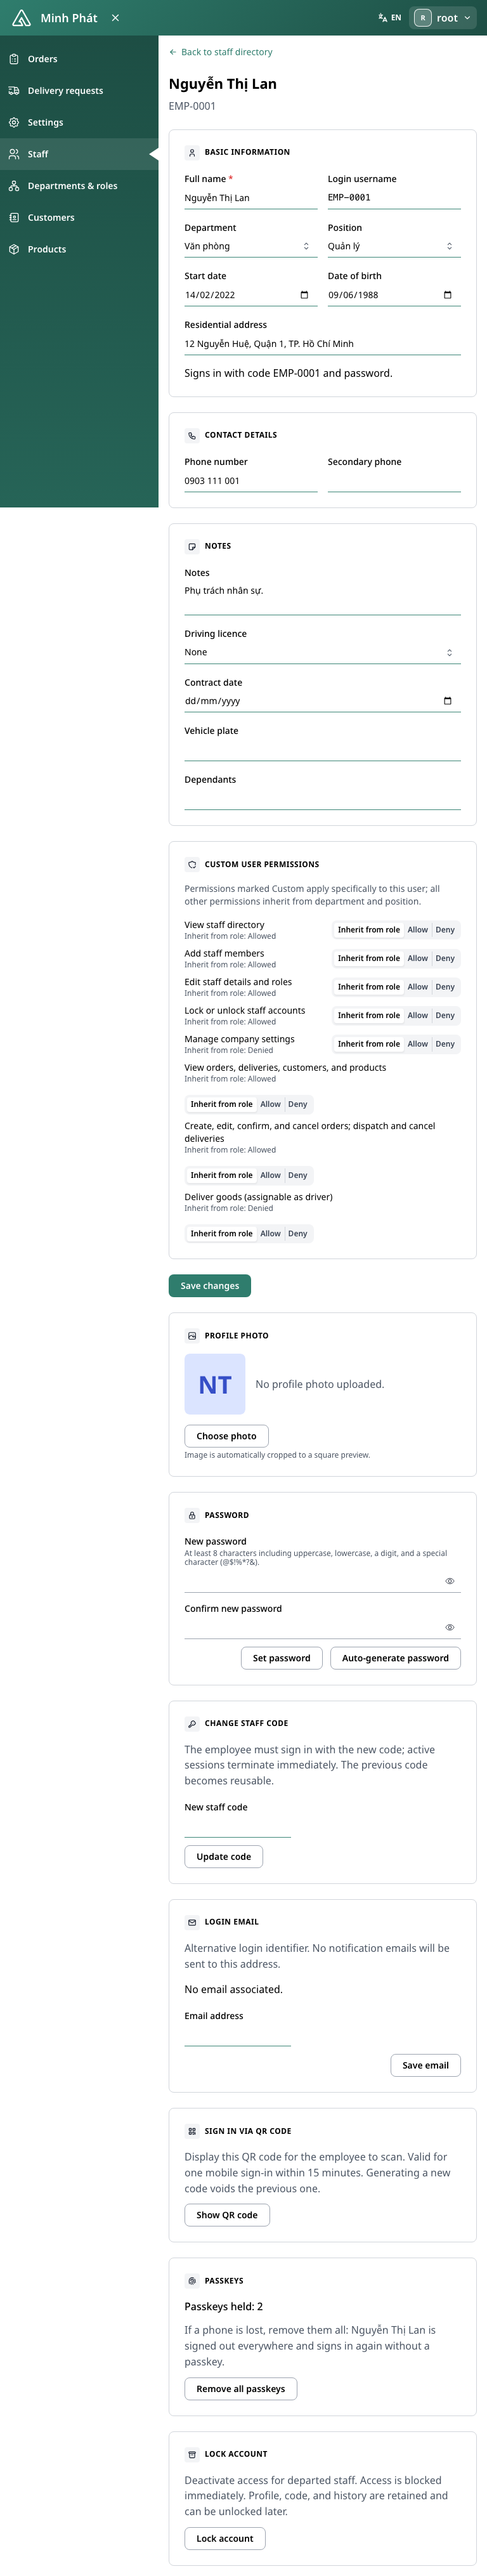 Minh Phát
EN
R
root
Orders
Delivery requests
Settings
Staff
Departments & roles
Customers
Products
Back to staff directory
Nguyễn Thị Lan
EMP-0001
BASIC INFORMATION
Full name *
Login username
Nguyễn Thị Lan
EMP-0001
Department
Position
Văn phòng
Quản lý
Start date
Date of birth
14/02/2022
09/06/1988
Residential address
12 Nguyễn Huệ, Quận 1, TP. Hồ Chí Minh
Signs in with code EMP-0001 and password.
CONTACT DETAILS
Phone number
Secondary phone
0903 111 001
NOTES
Notes
Phụ trách nhân sự.
Driving licence
None
Contract date
dd/mm/yyyy
Vehicle plate
Dependants
CUSTOM USER PERMISSIONS
Permissions marked Custom apply specifically to this user; all
other permissions inherit from department and position.
View staff directory
Inherit from role: Allowed
Inherit from role Allow Deny
Add staff members
Inherit from role: Allowed
Inherit from role Allow Deny
Edit staff details and roles
Inherit from role: Allowed
Inherit from role Allow Deny
Lock or unlock staff accounts
Inherit from role: Allowed
Inherit from role Allow Deny
Manage company settings
Inherit from role: Denied
Inherit from role Allow Deny
View orders, deliveries, customers, and products
Inherit from role: Allowed
Inherit from role Allow Deny
Create, edit, confirm, and cancel orders; dispatch and cancel
deliveries
Inherit from role: Allowed
Inherit from role Allow Deny
Deliver goods (assignable as driver)
Inherit from role: Denied
Inherit from role Allow Deny
Save changes
PROFILE PHOTO
NT
No profile photo uploaded.
Choose photo
Image is automatically cropped to a square preview.
PASSWORD
New password
At least 8 characters including uppercase, lowercase, a digit, and a special
character (@$!%*?&).
Confirm new password
Set password
Auto-generate password
CHANGE STAFF CODE
The employee must sign in with the new code; active
sessions terminate immediately. The previous code
becomes reusable.
New staff code
Update code
LOGIN EMAIL
Alternative login identifier. No notification emails will be
sent to this address.
No email associated.
Email address
Save email
SIGN IN VIA QR CODE
Display this QR code for the employee to scan. Valid for
one mobile sign-in within 15 minutes. Generating a new
code voids the previous one.
Show QR code
PASSKEYS
Passkeys held: 2
If a phone is lost, remove them all: Nguyễn Thị Lan is
signed out everywhere and signs in again without a
passkey.
Remove all passkeys
LOCK ACCOUNT
Deactivate access for departed staff. Access is blocked
immediately. Profile, code, and history are retained and
can be unlocked later.
Lock account